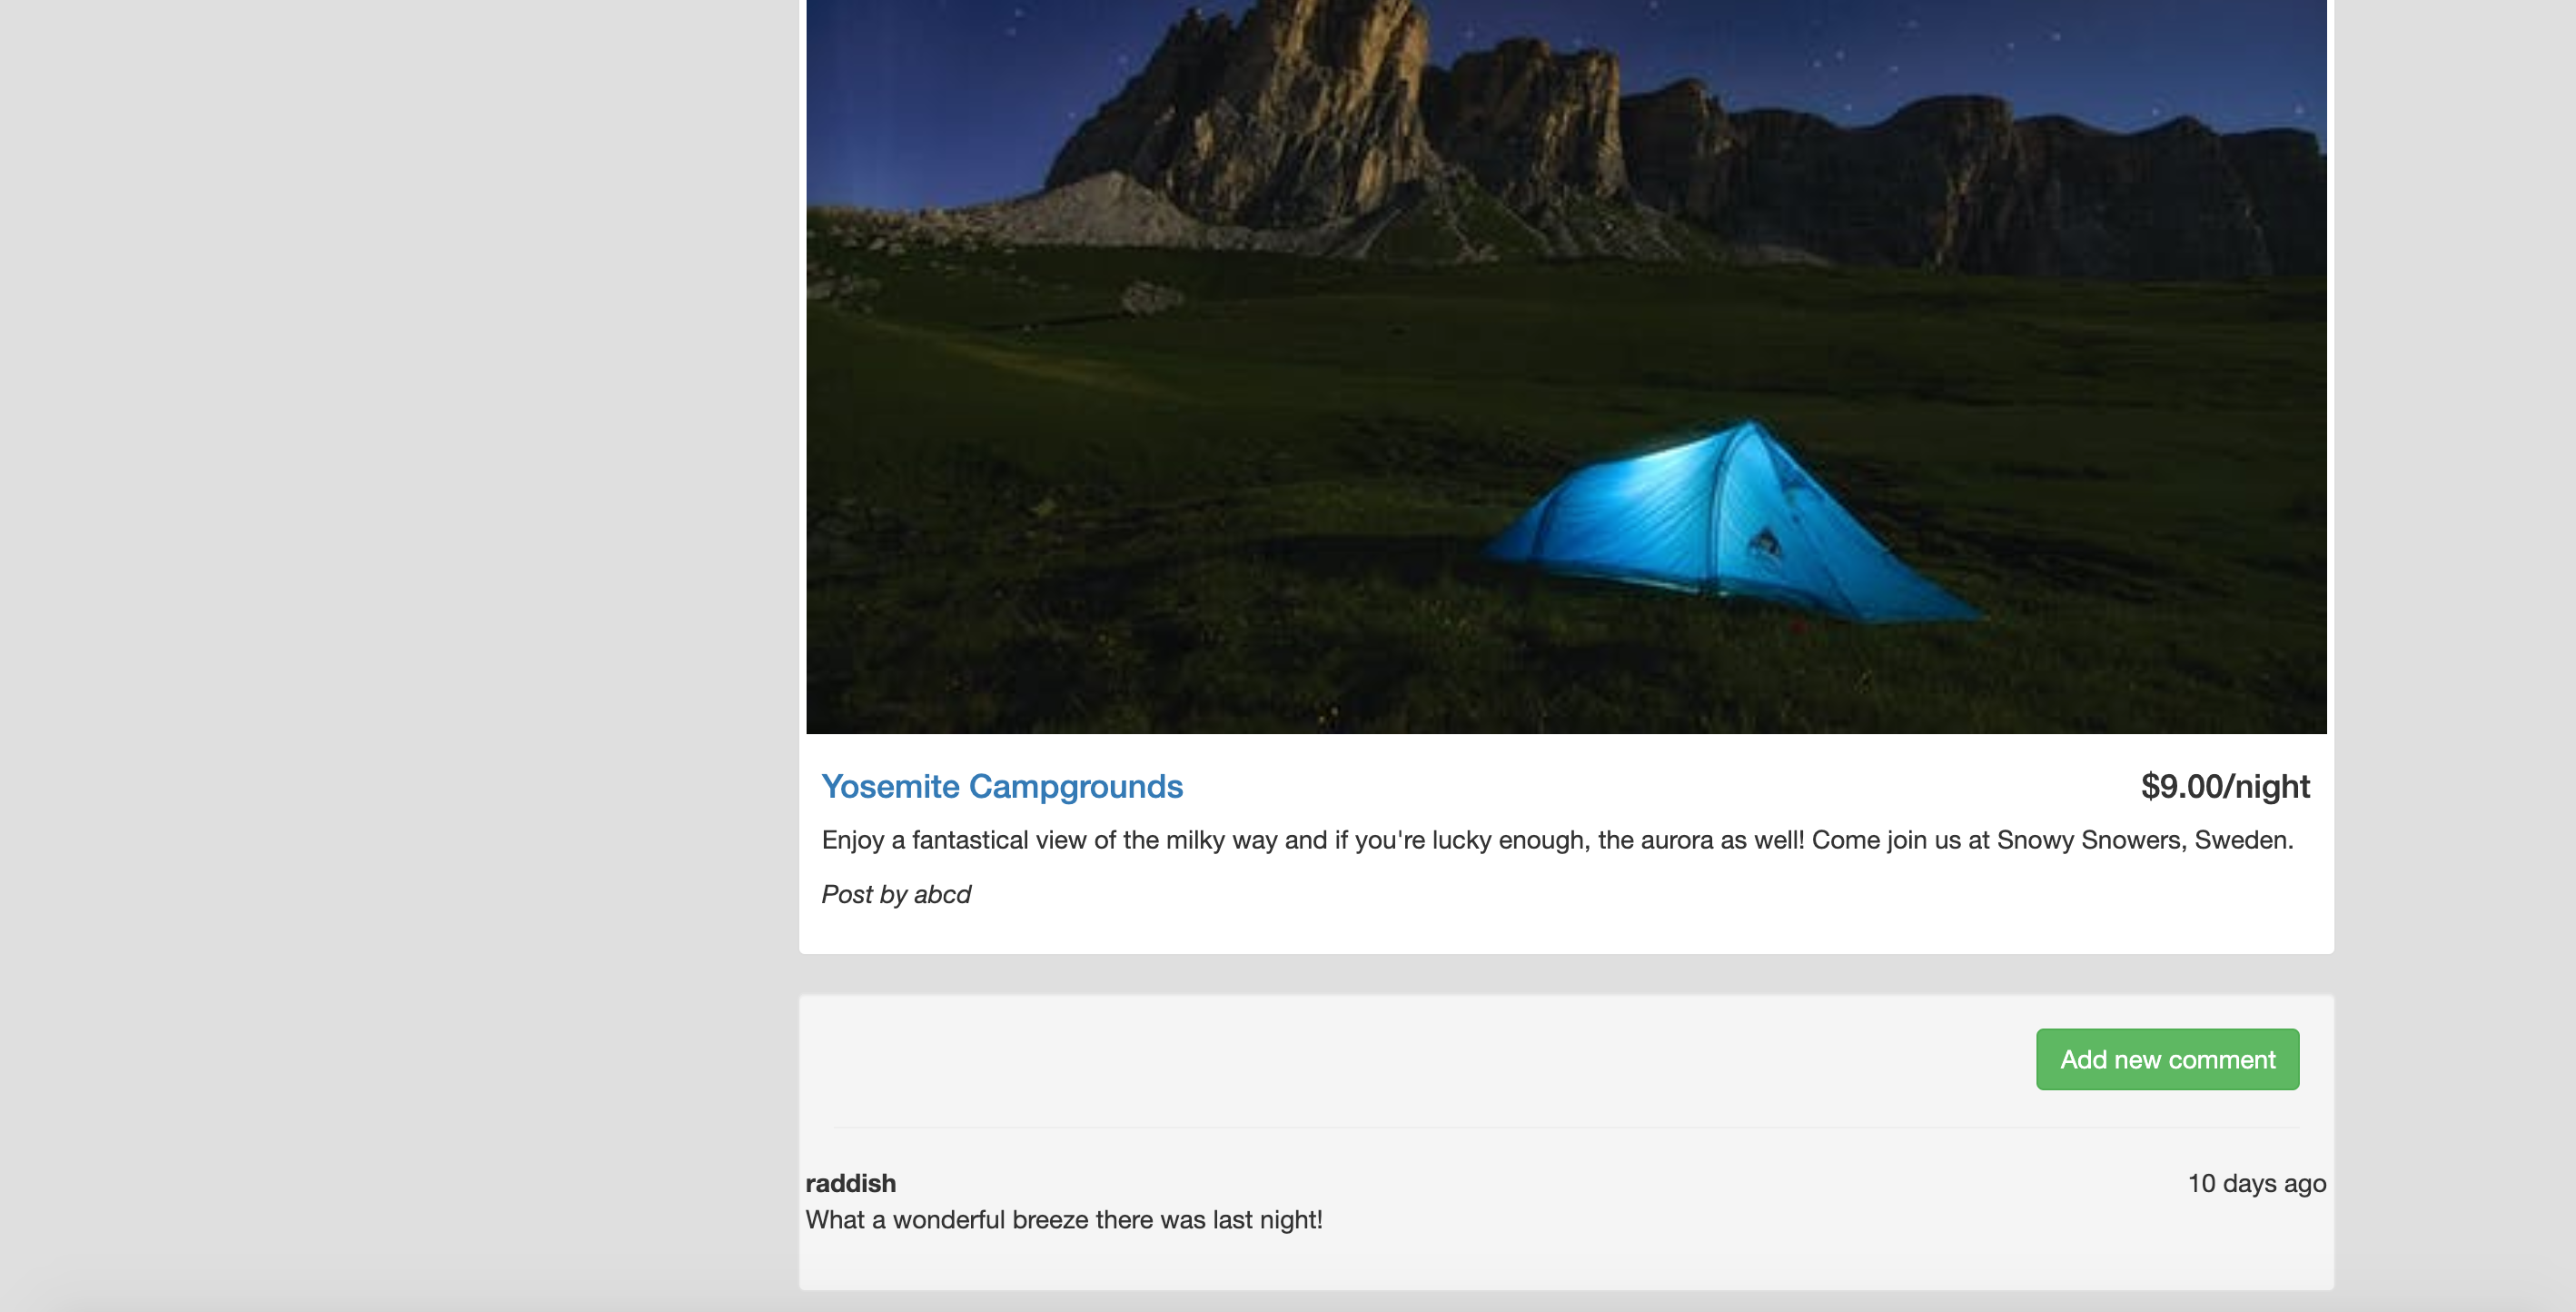 Yosemite Campgrounds
$9.00/night
Enjoy a fantastical view of the milky way and if you're lucky enough, the aurora as well! Come join us at Snowy Snowers, Sweden.
Post by abcd
Add new comment
raddish
10 days ago
What a wonderful breeze there was last night!